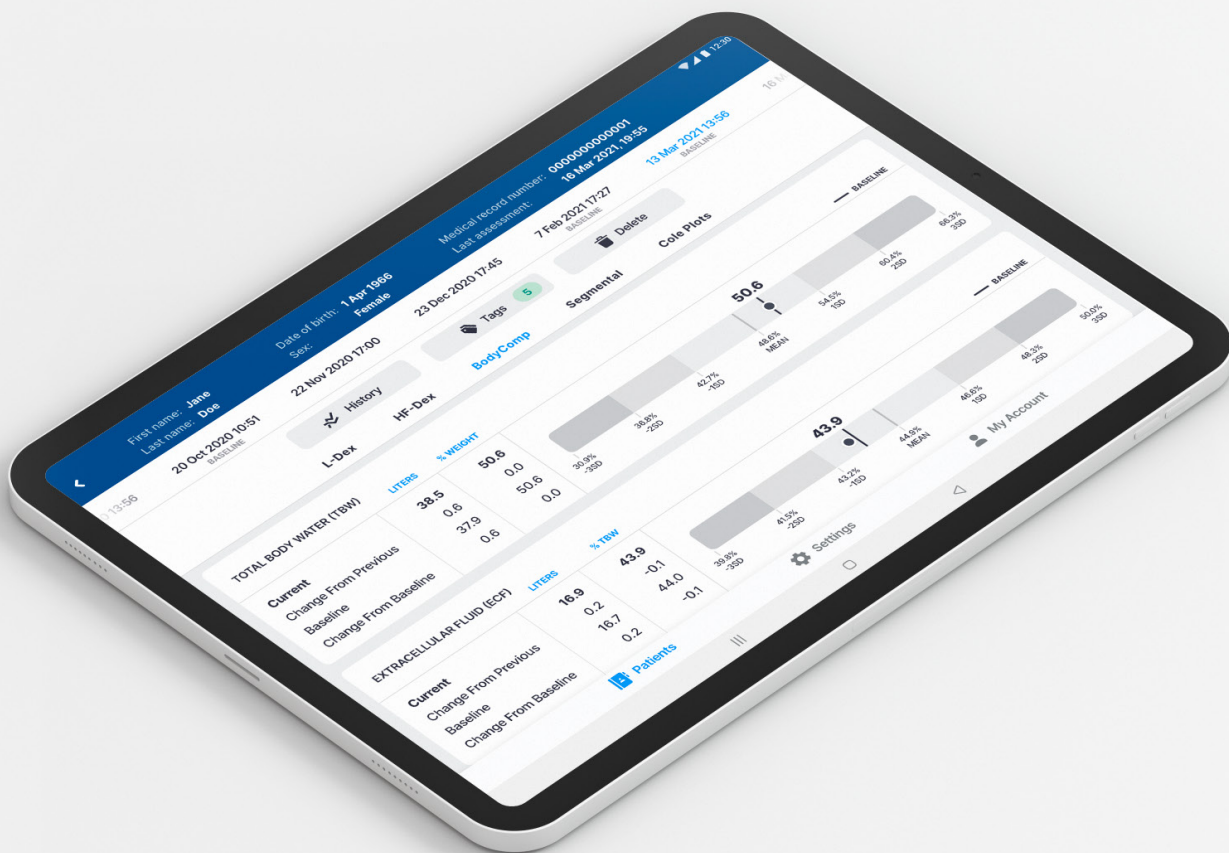 12:30
First name: Jane
Last name: Doe
Date of birth: 1 Apr 1966
Sex: Female
Medical record number: 0000000000001
Last assessment: 16 Mar 2021, 19:55
13:56
20 Oct 2020 10:51
BASELINE
22 Nov 2020 17:00
23 Dec 2020 17:45
7 Feb 2021 17:27
BASELINE
13 Mar 2021 13:56
BASELINE
16
History
Tags 5
Delete
L-Dex
HF-Dex
BodyComp
Segmental
Cole Plots
TOTAL BODY WATER (TBW)
LITERS
% WEIGHT
BASELINE
Current 38.5 50.6
Change From Previous 0.6 0.0
Baseline 37.9 50.6
Change From Baseline 0.6 0.0
50.6
30.9% 36.8% 42.7% 48.6% 54.5% 60.4% 66.3%
-3SD -2SD -1SD MEAN 1SD 2SD 3SD
EXTRACELLULAR FLUID (ECF)
LITERS
% TBW
BASELINE
Current 16.9 43.9
Change From Previous 0.2 -0.1
Baseline 16.7 44.0
Change From Baseline 0.2 -0.1
43.9
39.8% 41.5% 43.2% 44.9% 46.6% 48.3% 50.0%
-3SD -2SD -1SD MEAN 1SD 2SD 3SD
Patients
Settings
My Account